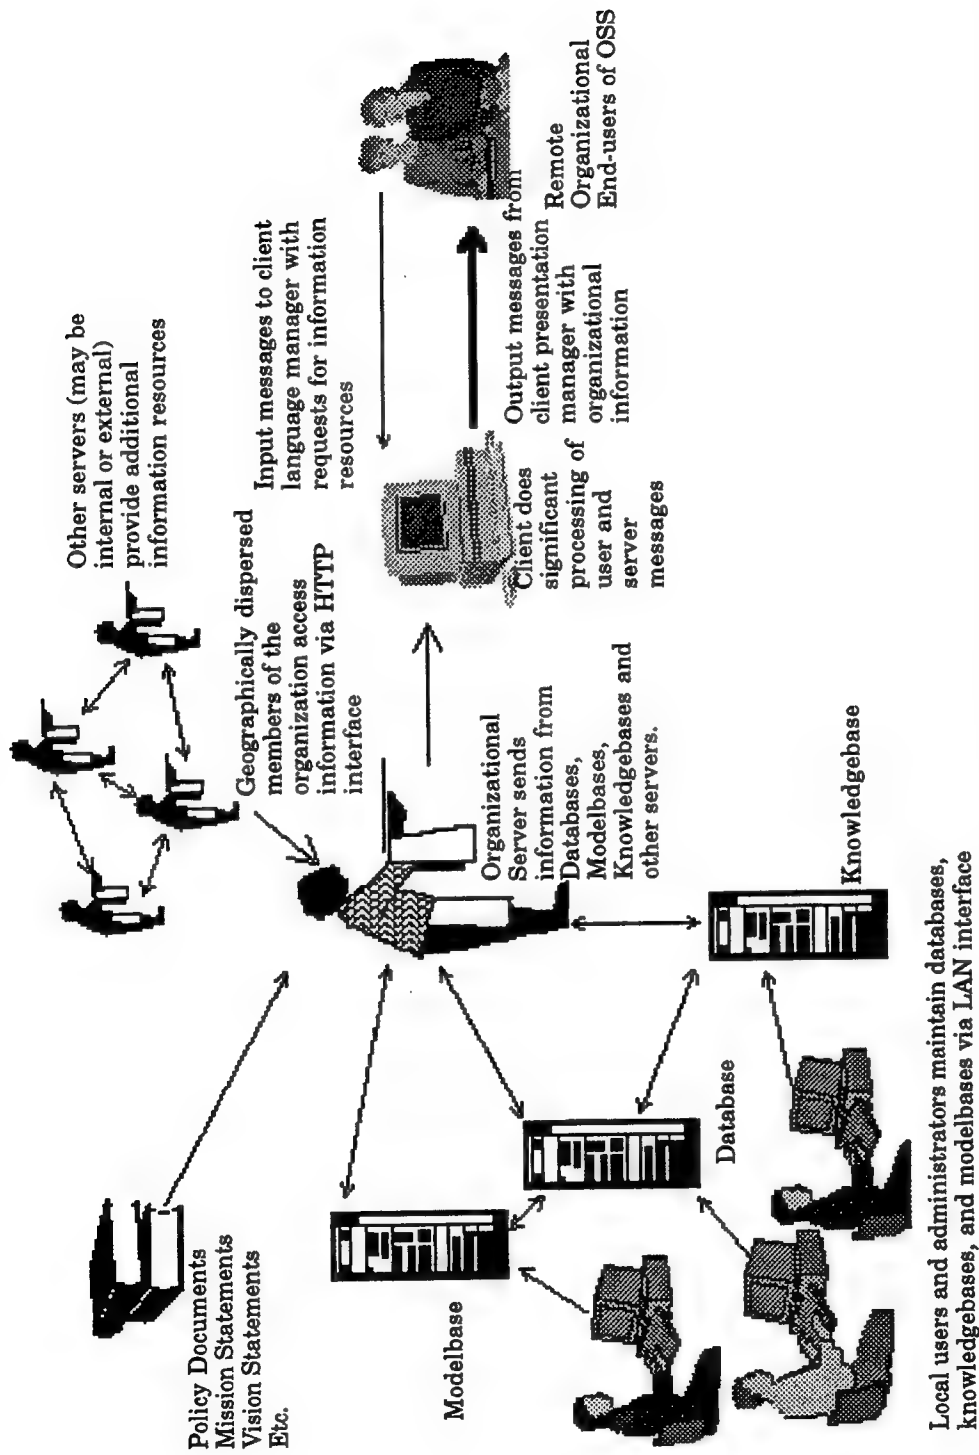 Other servers (may be
internal or external)
provide additional
information resources
Policy Documents
Mission Statements
Vision Statements
Etc.
Geographically dispersed
members of the
organization access
information via HTTP
interface
Input messages to client
language manager with
requests for information
resources
Modelbase
Organizational
Server sends
information from
Databases,
Modelbases,
Knowledgebases and
other servers.
Client does
significant
processing of
user and
server
messages
Output messages from
client presentation
manager with
organizational
information
Remote
Organizational
End-users of OSS
Database
Knowledgebase
Local users and administrators maintain databases,
knowledgebases, and modelbases via LAN interface